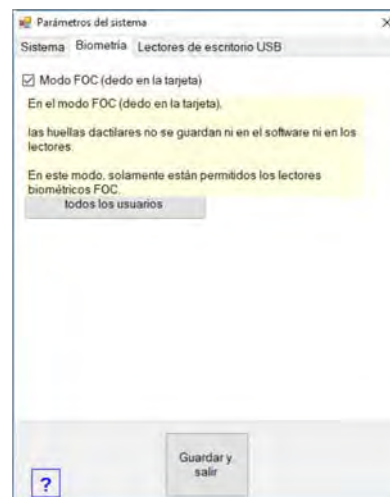 Parámetros del sistema
Sistema Biometría Lectores de escritorio USB
Modo FOC (dedo en la tarjeta)
En el modo FOC (dedo en la tarjeta),
las huellas dactilares no se guardan ni en el software ni en los
lectores.
En este modo, solamente están permitidos los lectores
biométricos FOC.
todos los usuarios
Guardar y
salir
?